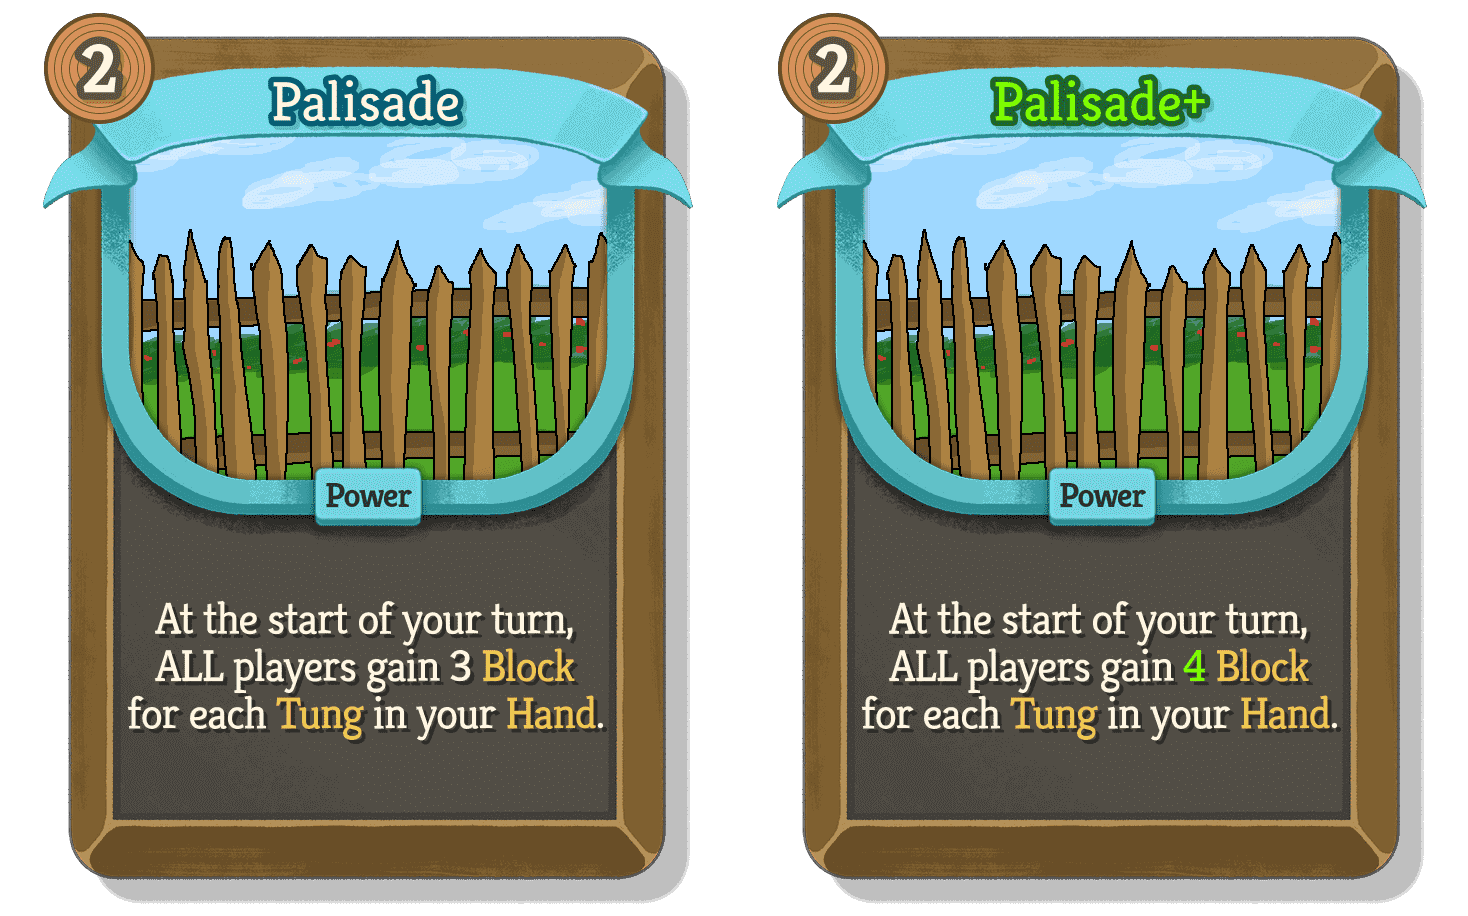 2
Palisade
Power
At the start of your turn,
ALL players gain 3 Block
for each Tung in your Hand.
2
Palisade+
Power
At the start of your turn,
ALL players gain 4 Block
for each Tung in your Hand.